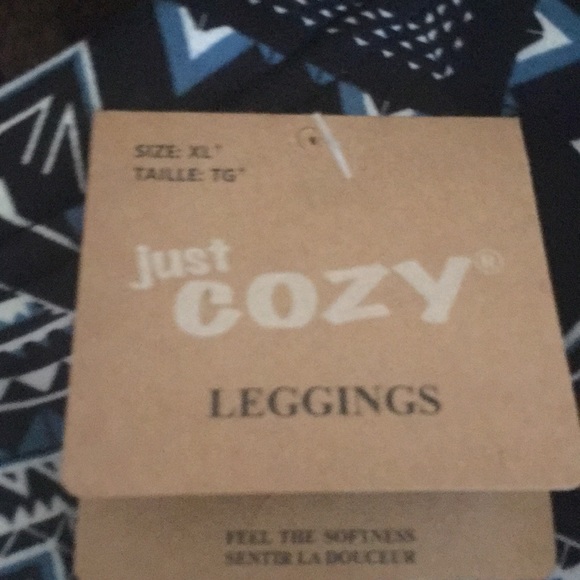 SIZE: XL+
TAILLE: TG+
just
COZY®
LEGGINGS
FEEL THE SOFTNESS
SENTIR LA DOUCEUR